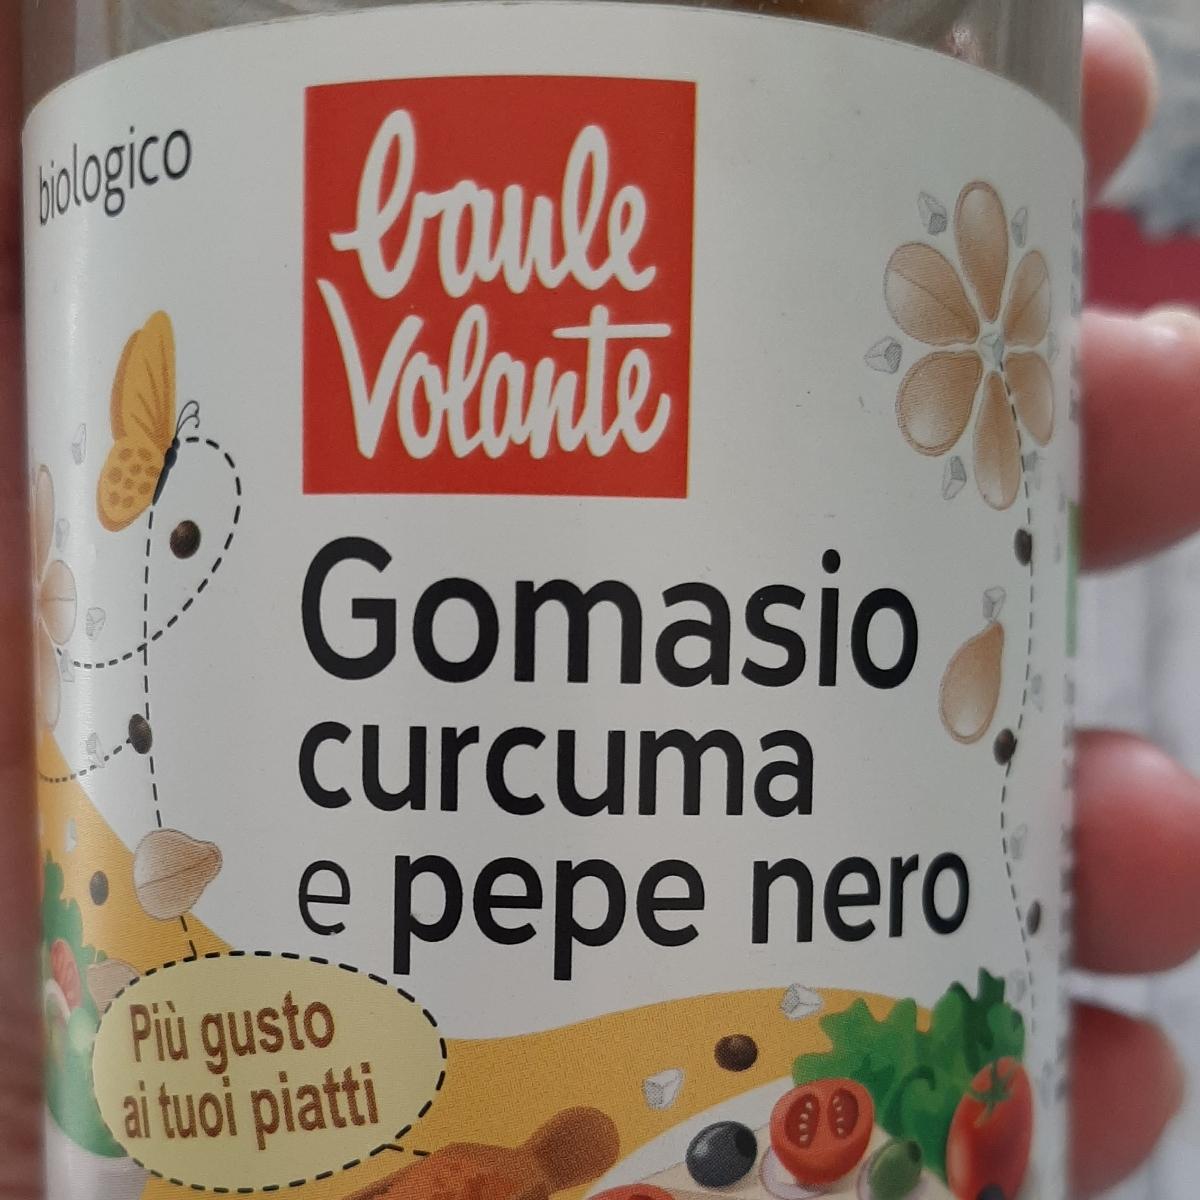 biologico
baule
volante
Gomasio
curcuma
e pepe nero
Più gusto
ai tuoi piatti